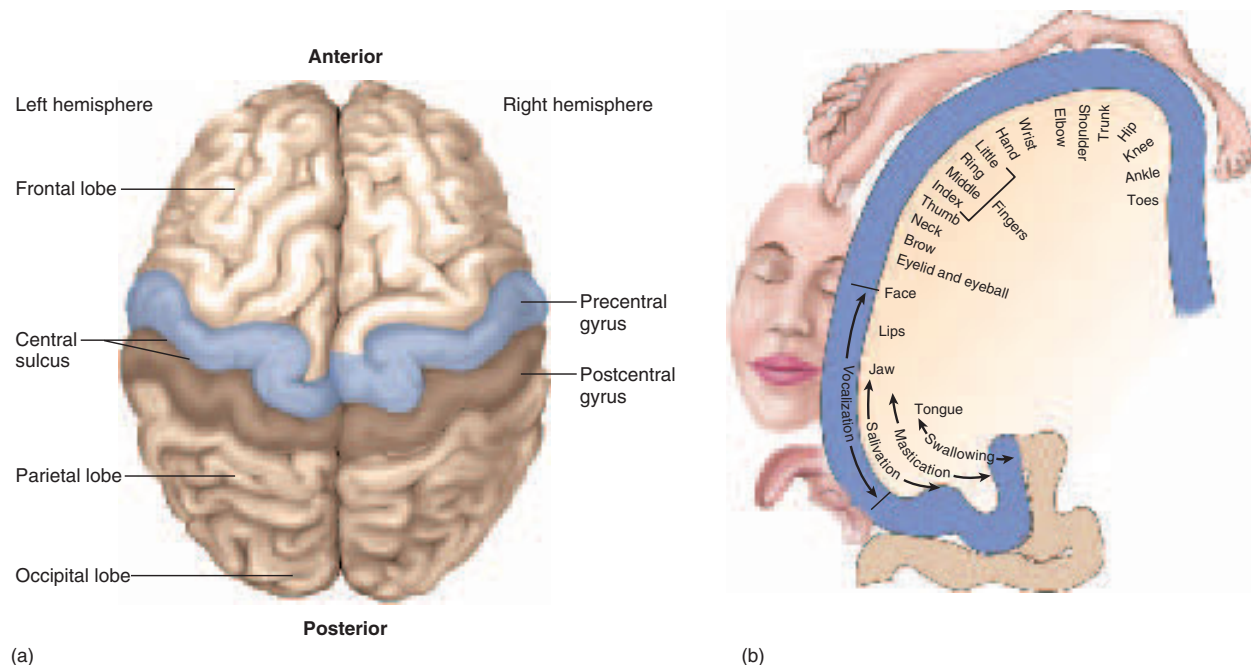 Anterior
Left hemisphere
Right hemisphere
Frontal lobe
Precentral
gyrus
Central
sulcus
Postcentral
gyrus
Parietal lobe
Occipital lobe
Posterior
(a)
Toes
Ankle
Knee
Hip
Trunk
Shoulder
Elbow
Wrist
Hand
Little
Ring
Middle
Index
Thumb
Fingers
Neck
Brow
Eyelid and eyeball
Face
Lips
Jaw
Tongue
Vocalization
Salivation
Mastication
Swallowing
(b)